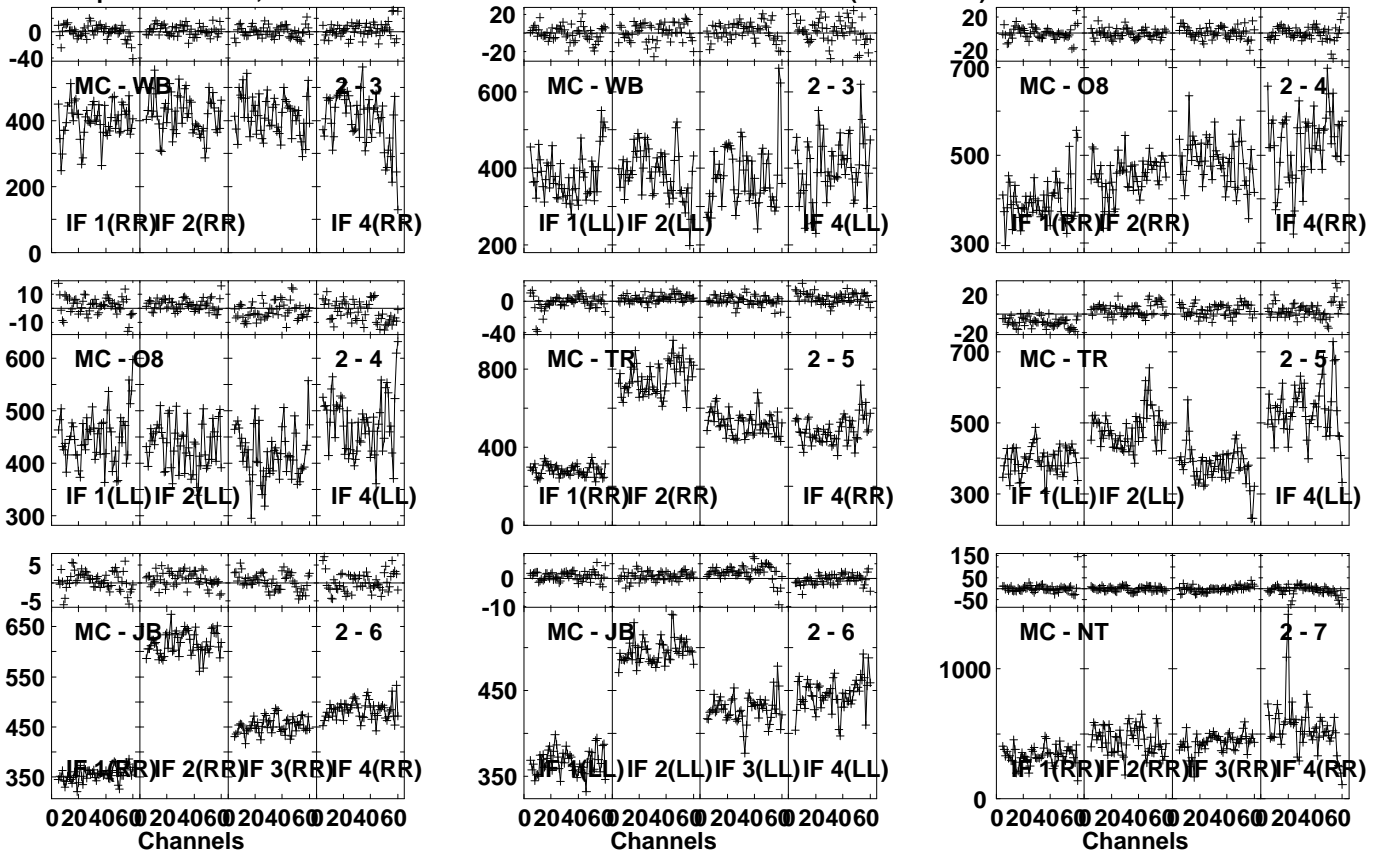 20
20
0
0
0
-40
-20
-20
700
MC - WB
2 - 3
MC - WB
2 - 3
MC - O8
2 - 4
600
400
500
400
200
IF 1(RR)
IF 2(RR)
IF 4(RR)
IF 1(LL)
IF 2(LL)
IF 4(LL)
IF 1(RR)
IF 2(RR)
IF 4(RR)
0
200
300
10
0
20
-10
-40
-20
600
MC - O8
2 - 4
MC - TR
2 - 5
700
MC - TR
2 - 5
800
500
500
400
400
IF 1(LL)
IF 2(LL)
IF 4(LL)
IF 1(RR)
IF 2(RR)
IF 4(RR)
300
IF 1(LL)
IF 2(LL)
IF 4(LL)
300
0
5
0
150
50
-5
-10
-50
650
MC - JB
2 - 6
MC - JB
2 - 6
MC - NT
2 - 7
550
450
1000
450
350
IF 1(RR)
IF 2(RR)
IF 3(RR)
IF 4(RR)
350
IF 1(LL)
IF 2(LL)
IF 3(LL)
IF 4(LL)
IF 1(RR)
IF 2(RR)
IF 3(RR)
IF 4(RR)
0
0 20 40 60 0 20 40 60 0 20 40 60 0 20 40 60
0 20 40 60 0 20 40 60 0 20 40 60 0 20 40 60
0 20 40 60 0 20 40 60 0 20 40 60 0 20 40 60
Channels
Channels
Channels